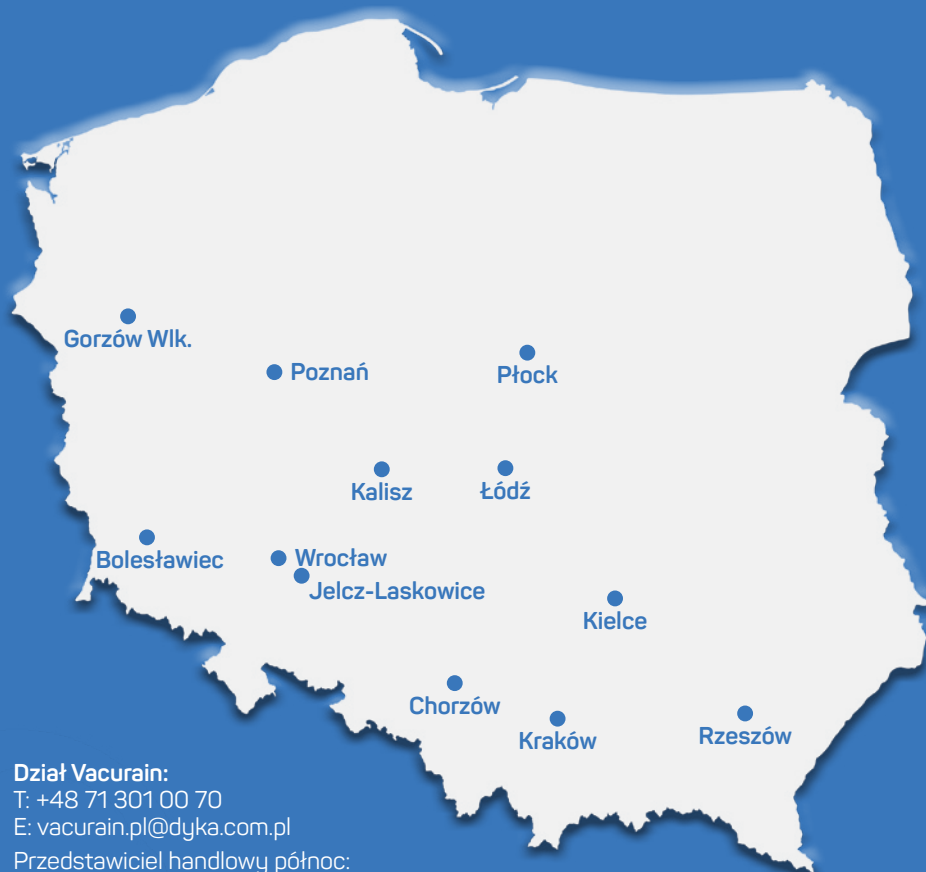 Gorzów Wlk.
Poznań
Płock
Kalisz
Łódź
Bolesławiec
Wrocław
Jelcz-Laskowice
Kielce
Chorzów
Kraków
Rzeszów
Dział Vacurain:
T: +48 71 301 00 70
E: vacurain.pl@dyka.com.pl
Przedstawiciel handlowy północ: